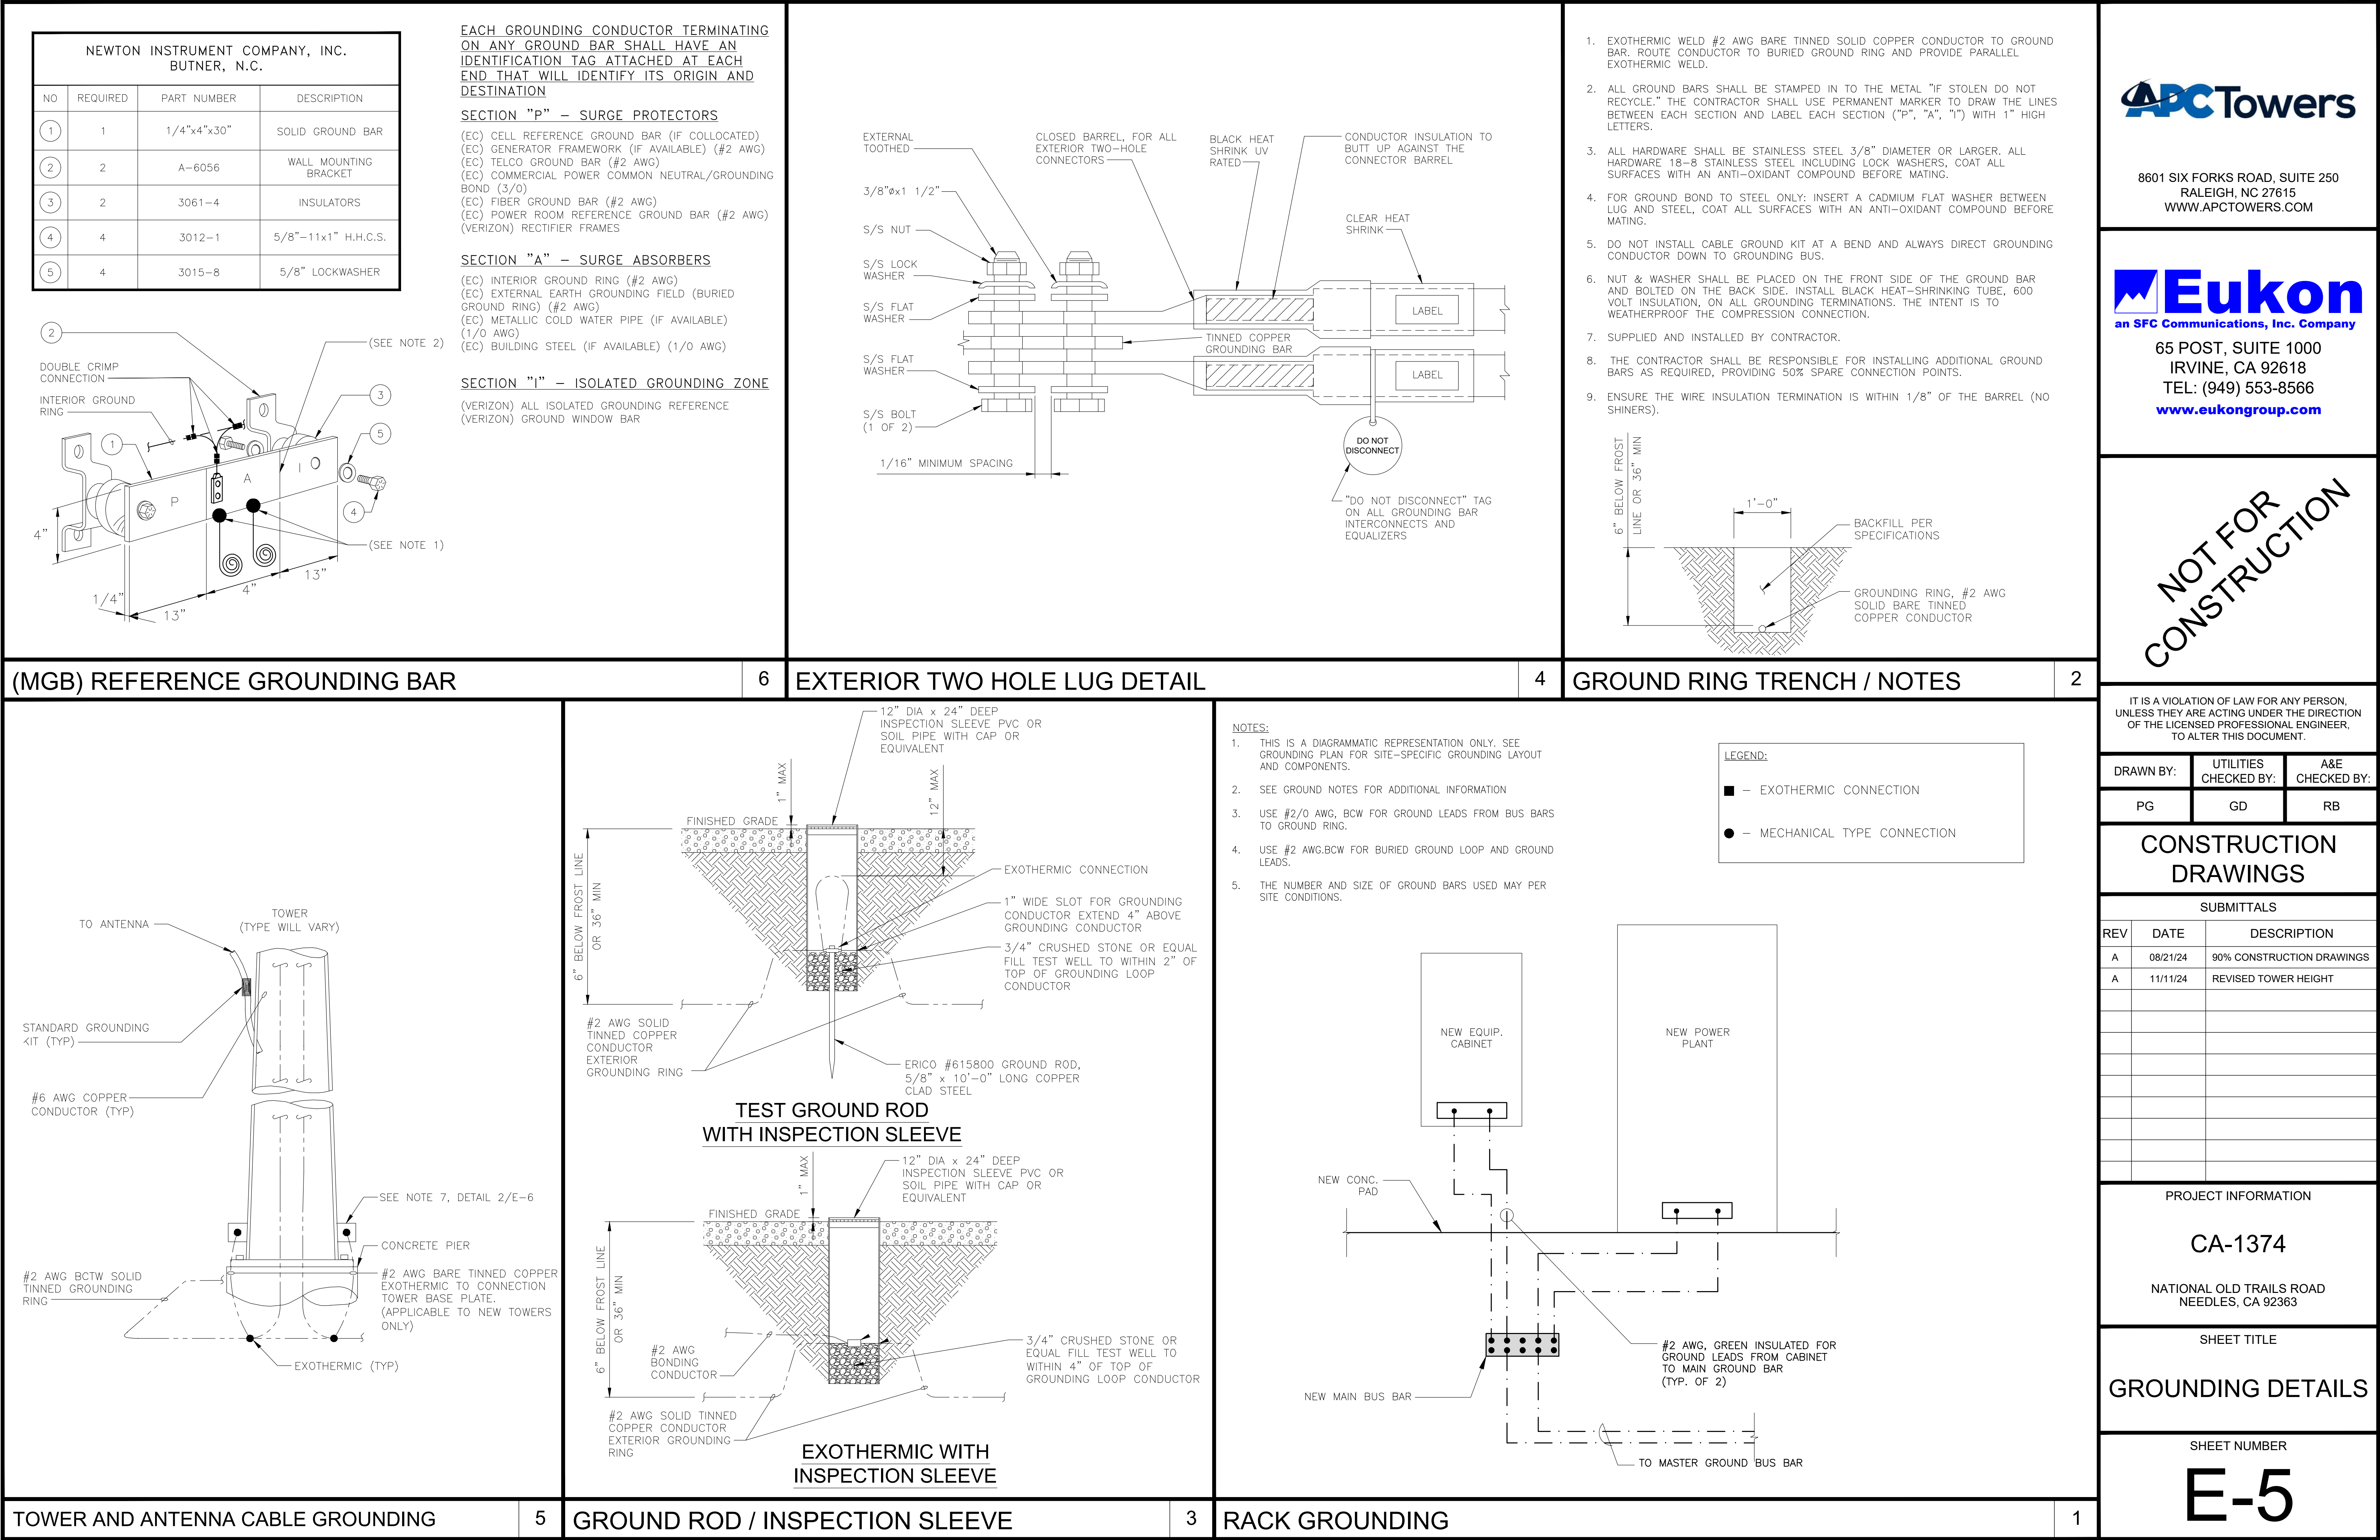 NEWTON INSTRUMENT COMPANY, INC.
BUTNER, N.C.
NO REQUIRED PART NUMBER DESCRIPTION
1 1 1/4"x4"x30" SOLID GROUND BAR
2 2 A-6056 WALL MOUNTING
BRACKET
3 2 3061-4 INSULATORS
4 4 3012-1 5/8"-11x1" H.H.C.S.
5 4 3015-8 5/8" LOCKWASHER
2
DOUBLE CRIMP
CONNECTION
INTERIOR GROUND
RING
1
(SEE NOTE 2)
3
5
4
P
A
I
4"
(SEE NOTE 1)
1/4"
13"
4"
13"
EACH GROUNDING CONDUCTOR TERMINATING
ON ANY GROUND BAR SHALL HAVE AN
IDENTIFICATION TAG ATTACHED AT EACH
END THAT WILL IDENTIFY ITS ORIGIN AND
DESTINATION
SECTION "P" - SURGE PROTECTORS
(EC) CELL REFERENCE GROUND BAR (IF COLLOCATED)
(EC) GENERATOR FRAMEWORK (IF AVAILABLE) (#2 AWG)
(EC) TELCO GROUND BAR (#2 AWG)
(EC) COMMERCIAL POWER COMMON NEUTRAL/GROUNDING
BOND (3/0)
(EC) FIBER GROUND BAR (#2 AWG)
(EC) POWER ROOM REFERENCE GROUND BAR (#2 AWG)
(VERIZON) RECTIFIER FRAMES
SECTION "A" - SURGE ABSORBERS
(EC) INTERIOR GROUND RING (#2 AWG)
(EC) EXTERNAL EARTH GROUNDING FIELD (BURIED
GROUND RING) (#2 AWG)
(EC) METALLIC COLD WATER PIPE (IF AVAILABLE)
(1/0 AWG)
(EC) BUILDING STEEL (IF AVAILABLE) (1/0 AWG)
SECTION "I" - ISOLATED GROUNDING ZONE
(VERIZON) ALL ISOLATED GROUNDING REFERENCE
(VERIZON) GROUND WINDOW BAR
(MGB) REFERENCE GROUNDING BAR 6
EXTERNAL
TOOTHED
3/8"øx1 1/2"
S/S NUT
S/S LOCK
WASHER
S/S FLAT
WASHER
S/S FLAT
WASHER
S/S BOLT
(1 OF 2)
1/16" MINIMUM SPACING
CLOSED BARREL, FOR ALL
EXTERIOR TWO-HOLE
CONNECTORS
BLACK HEAT
SHRINK UV
RATED
CONDUCTOR INSULATION TO
BUTT UP AGAINST THE
CONNECTOR BARREL
CLEAR HEAT
SHRINK
LABEL
TINNED COPPER
GROUNDING BAR
LABEL
DO NOT
DISCONNECT
"DO NOT DISCONNECT" TAG
ON ALL GROUNDING BAR
INTERCONNECTS AND
EQUALIZERS
EXTERIOR TWO HOLE LUG DETAIL 4
1. EXOTHERMIC WELD #2 AWG BARE TINNED SOLID COPPER CONDUCTOR TO GROUND
BAR. ROUTE CONDUCTOR TO BURIED GROUND RING AND PROVIDE PARALLEL
EXOTHERMIC WELD.
2. ALL GROUND BARS SHALL BE STAMPED IN TO THE METAL "IF STOLEN DO NOT
RECYCLE." THE CONTRACTOR SHALL USE PERMANENT MARKER TO DRAW THE LINES
BETWEEN EACH SECTION AND LABEL EACH SECTION ("P", "A", "I") WITH 1" HIGH
LETTERS.
3. ALL HARDWARE SHALL BE STAINLESS STEEL 3/8" DIAMETER OR LARGER. ALL
HARDWARE 18-8 STAINLESS STEEL INCLUDING LOCK WASHERS, COAT ALL
SURFACES WITH AN ANTI-OXIDANT COMPOUND BEFORE MATING.
4. FOR GROUND BOND TO STEEL ONLY: INSERT A CADMIUM FLAT WASHER BETWEEN
LUG AND STEEL, COAT ALL SURFACES WITH AN ANTI-OXIDANT COMPOUND BEFORE
MATING.
5. DO NOT INSTALL CABLE GROUND KIT AT A BEND AND ALWAYS DIRECT GROUNDING
CONDUCTOR DOWN TO GROUNDING BUS.
6. NUT & WASHER SHALL BE PLACED ON THE FRONT SIDE OF THE GROUND BAR
AND BOLTED ON THE BACK SIDE. INSTALL BLACK HEAT-SHRINKING TUBE, 600
VOLT INSULATION, ON ALL GROUNDING TERMINATIONS. THE INTENT IS TO
WEATHERPROOF THE COMPRESSION CONNECTION.
7. SUPPLIED AND INSTALLED BY CONTRACTOR.
8. THE CONTRACTOR SHALL BE RESPONSIBLE FOR INSTALLING ADDITIONAL GROUND
BARS AS REQUIRED, PROVIDING 50% SPARE CONNECTION POINTS.
9. ENSURE THE WIRE INSULATION TERMINATION IS WITHIN 1/8" OF THE BARREL (NO
SHINERS).
6" BELOW FROST
LINE OR 36" MIN
1'-0"
BACKFILL PER
SPECIFICATIONS
GROUNDING RING, #2 AWG
SOLID BARE TINNED
COPPER CONDUCTOR
GROUND RING TRENCH / NOTES 2
TO ANTENNA
TOWER
(TYPE WILL VARY)
STANDARD GROUNDING
KIT (TYP)
#6 AWG COPPER
CONDUCTOR (TYP)
SEE NOTE 7, DETAIL 2/E-6
CONCRETE PIER
#2 AWG BCTW SOLID
TINNED GROUNDING
RING
#2 AWG BARE TINNED COPPER
EXOTHERMIC TO CONNECTION
TOWER BASE PLATE.
(APPLICABLE TO NEW TOWERS
ONLY)
EXOTHERMIC (TYP)
TOWER AND ANTENNA CABLE GROUNDING 5
12" DIA x 24" DEEP
INSPECTION SLEEVE PVC OR
SOIL PIPE WITH CAP OR
EQUIVALENT
1" MAX
12" MAX
FINISHED GRADE
6" BELOW FROST LINE
OR 36" MIN
EXOTHERMIC CONNECTION
1" WIDE SLOT FOR GROUNDING
CONDUCTOR EXTEND 4" ABOVE
GROUNDING CONDUCTOR
3/4" CRUSHED STONE OR EQUAL
FILL TEST WELL TO WITHIN 2" OF
TOP OF GROUNDING LOOP
CONDUCTOR
#2 AWG SOLID
TINNED COPPER
CONDUCTOR
EXTERIOR
GROUNDING RING
ERICO #615800 GROUND ROD,
5/8" x 10'-0" LONG COPPER
CLAD STEEL
TEST GROUND ROD
WITH INSPECTION SLEEVE
1" MAX
12" DIA x 24" DEEP
INSPECTION SLEEVE PVC OR
SOIL PIPE WITH CAP OR
EQUIVALENT
FINISHED GRADE
6" BELOW FROST LINE
OR 36" MIN
#2 AWG
BONDING
CONDUCTOR
3/4" CRUSHED STONE OR
EQUAL FILL TEST WELL TO
WITHIN 4" OF TOP OF
GROUNDING LOOP CONDUCTOR
#2 AWG SOLID TINNED
COPPER CONDUCTOR
EXTERIOR GROUNDING
RING
EXOTHERMIC WITH
INSPECTION SLEEVE
GROUND ROD / INSPECTION SLEEVE 3
NOTES:
1. THIS IS A DIAGRAMMATIC REPRESENTATION ONLY. SEE
GROUNDING PLAN FOR SITE-SPECIFIC GROUNDING LAYOUT
AND COMPONENTS.
2. SEE GROUND NOTES FOR ADDITIONAL INFORMATION
3. USE #2/0 AWG, BCW FOR GROUND LEADS FROM BUS BARS
TO GROUND RING.
4. USE #2 AWG.BCW FOR BURIED GROUND LOOP AND GROUND
LEADS.
5. THE NUMBER AND SIZE OF GROUND BARS USED MAY PER
SITE CONDITIONS.
LEGEND:
- EXOTHERMIC CONNECTION
- MECHANICAL TYPE CONNECTION
NEW EQUIP.
CABINET
NEW POWER
PLANT
NEW CONC.
PAD
#2 AWG, GREEN INSULATED FOR
GROUND LEADS FROM CABINET
TO MAIN GROUND BAR
(TYP. OF 2)
NEW MAIN BUS BAR
TO MASTER GROUND BUS BAR
RACK GROUNDING 1
APCTowers
8601 SIX FORKS ROAD, SUITE 250
RALEIGH, NC 27615
WWW.APCTOWERS.COM
Eukon
an SFC Communications, Inc. Company
65 POST, SUITE 1000
IRVINE, CA 92618
TEL: (949) 553-8566
www.eukongroup.com
NOT FOR
CONSTRUCTION
IT IS A VIOLATION OF LAW FOR ANY PERSON,
UNLESS THEY ARE ACTING UNDER THE DIRECTION
OF THE LICENSED PROFESSIONAL ENGINEER,
TO ALTER THIS DOCUMENT.
DRAWN BY: UTILITIES CHECKED BY: A&E CHECKED BY:
PG GD RB
CONSTRUCTION
DRAWINGS
SUBMITTALS
REV DATE DESCRIPTION
A 08/21/24 90% CONSTRUCTION DRAWINGS
A 11/11/24 REVISED TOWER HEIGHT
PROJECT INFORMATION
CA-1374
NATIONAL OLD TRAILS ROAD
NEEDLES, CA 92363
SHEET TITLE
GROUNDING DETAILS
SHEET NUMBER
E-5